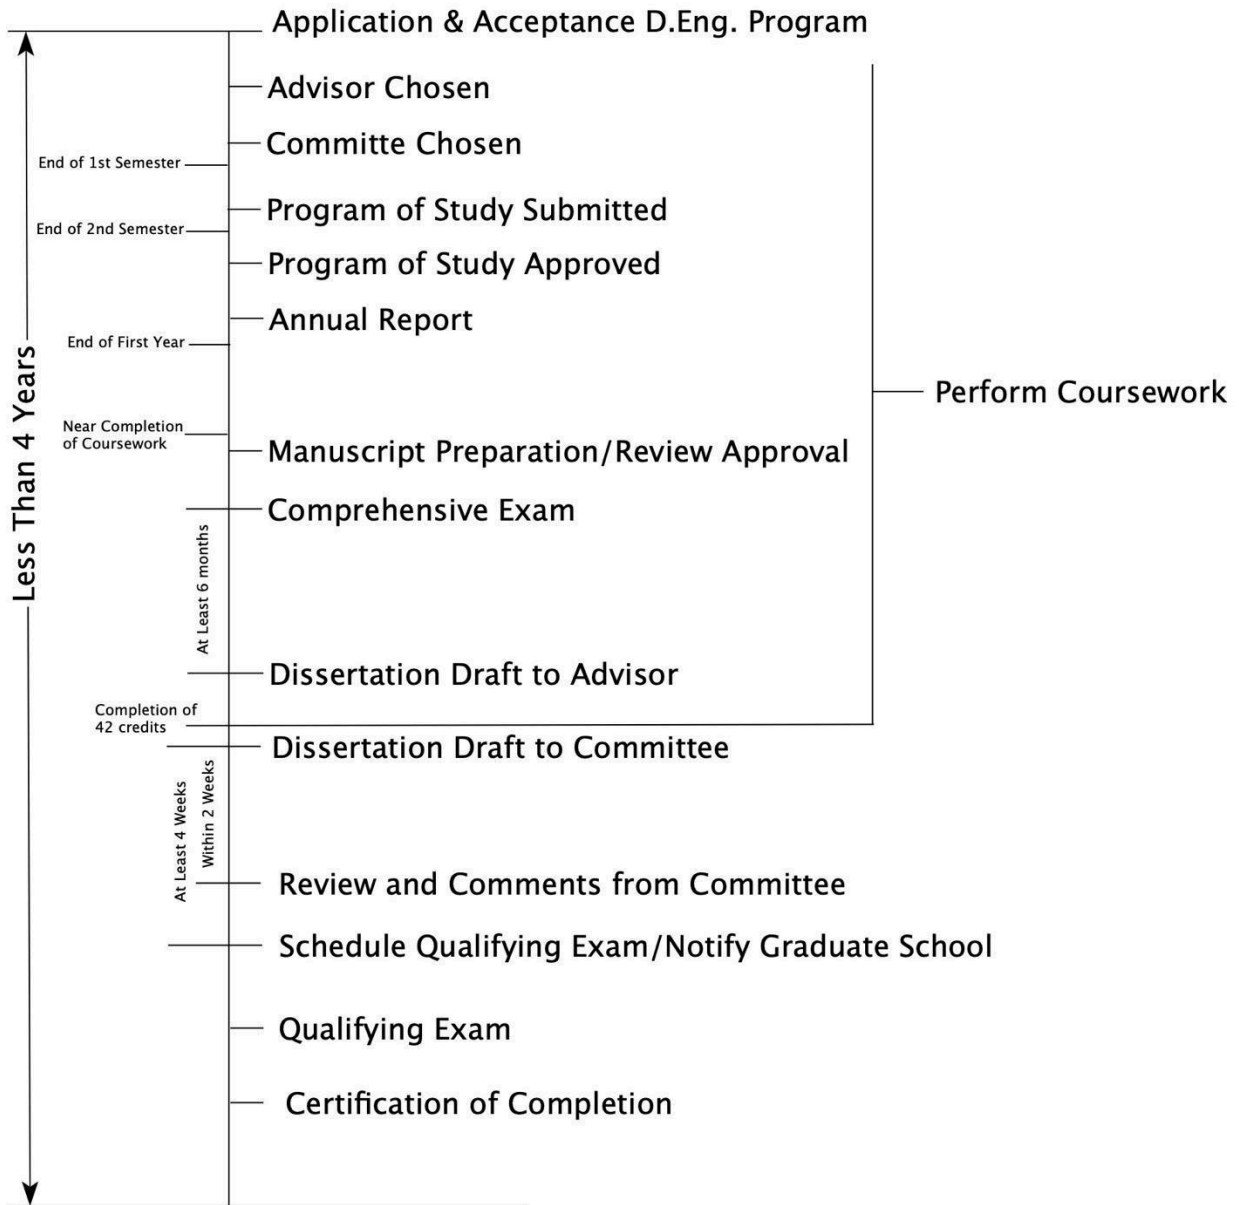 Application & Acceptance D.Eng. Program
Advisor Chosen
Committe Chosen
End of 1st Semester
Program of Study Submitted
End of 2nd Semester
Program of Study Approved
Annual Report
End of First Year
Less Than 4 Years
Perform Coursework
Near Completion
of Coursework
Manuscript Preparation/Review Approval
Comprehensive Exam
At Least 6 months
Dissertation Draft to Advisor
Completion of
42 credits
Dissertation Draft to Committee
At Least 4 Weeks
Within 2 Weeks
Review and Comments from Committee
Schedule Qualifying Exam/Notify Graduate School
Qualifying Exam
Certification of Completion